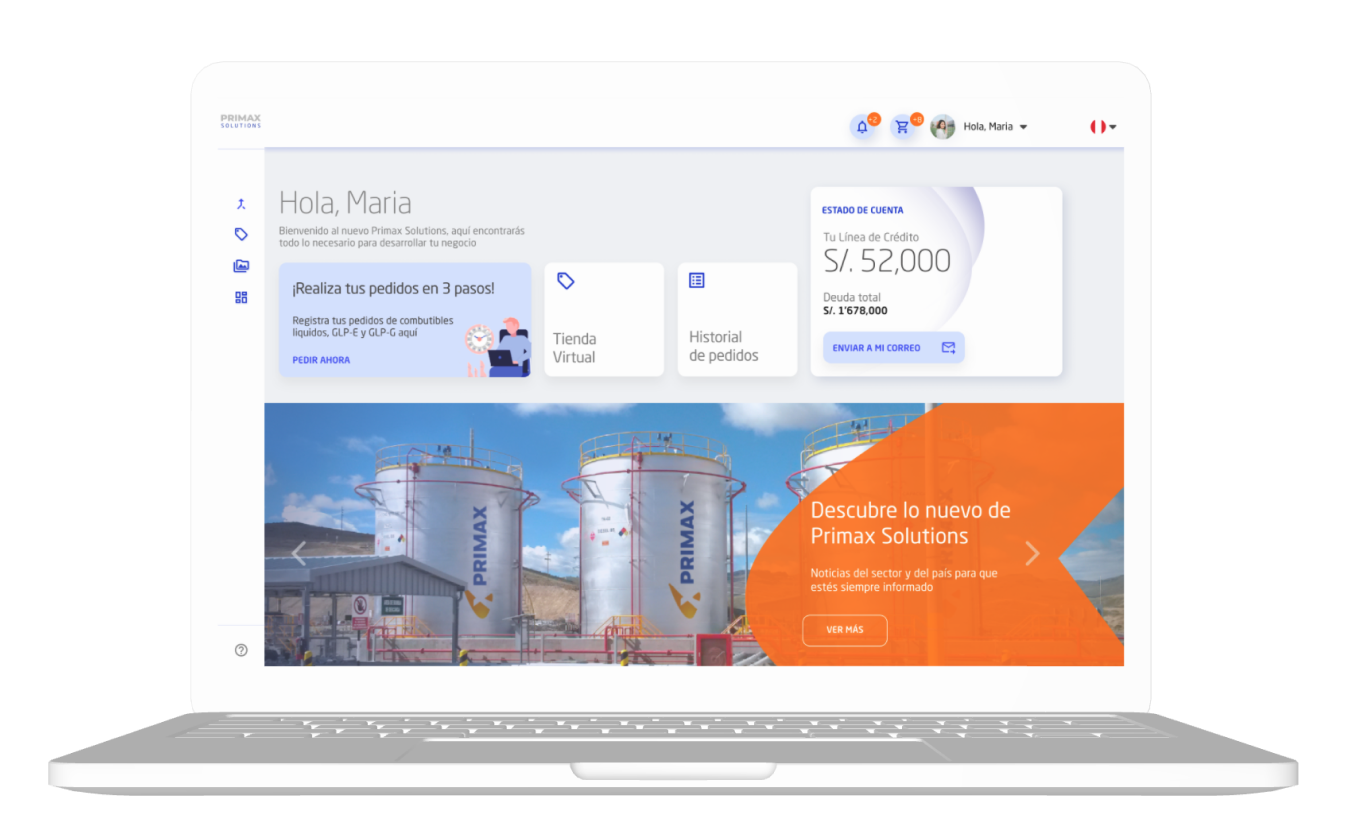 PRIMAX
SOLUTIONS
+2
+8
Hola, Maria
Hola, Maria
Bienvenido al nuevo Primax Solutions, aquí encontrarás
todo lo necesario para desarrollar tu negocio
¡Realiza tus pedidos en 3 pasos!
Registra tus pedidos de combutibles
líquidos, GLP-E y GLP-G aquí
PEDIR AHORA
Tienda
Virtual
Historial
de pedidos
ESTADO DE CUENTA
Tu Línea de Crédito
S/. 52,000
Deuda total
S/. 1'678,000
ENVIAR A MI CORREO
PRIMAX
PRIMAX
Descubre lo nuevo de
Primax Solutions
Noticias del sector y del país para que
estés siempre informado
VER MÁS